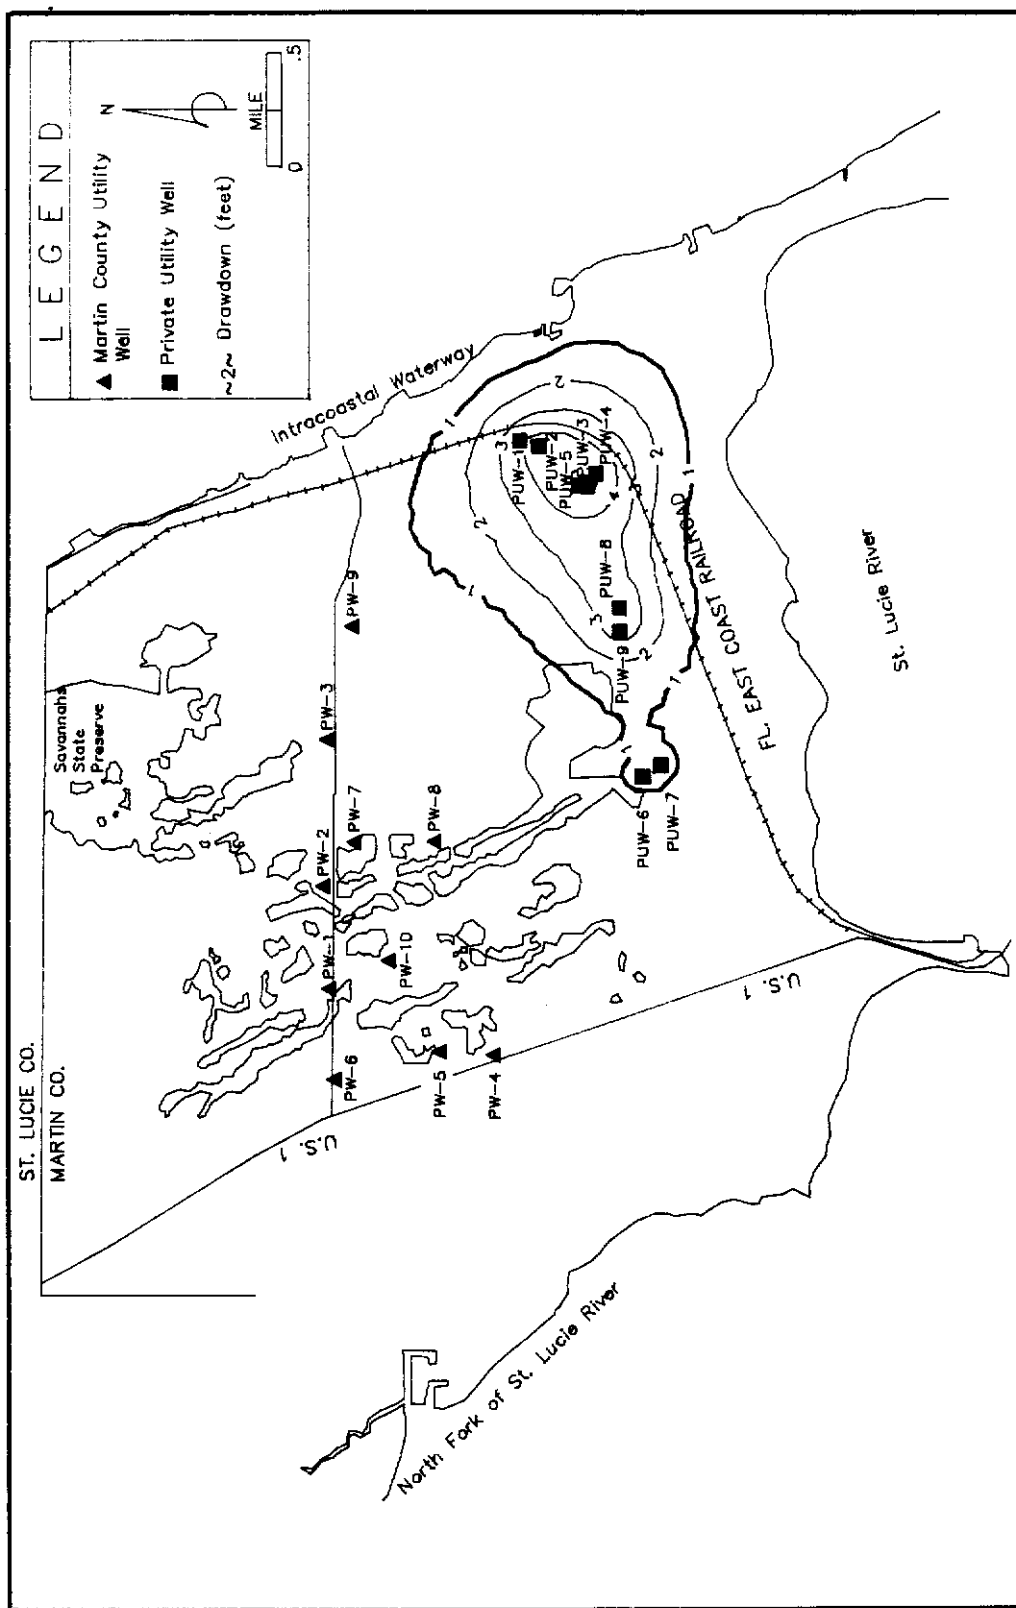 LEGEND
▲ Martin County Utility
Well
■ Private Utility Well
~2~ Drawdown (feet)
N
MILE
0 .5
ST. LUCIE CO.
MARTIN CO.
Savannahs
State
Preserve
Intracoastal Waterway
PW-9
PW-3
PW-7
PW-2
PW-8
PW-1
PW-10
PW-6
PW-5
PW-4
U.S. 1
U.S. 1
North Fork of St. Lucie River
St. Lucie River
FL. EAST COAST RAILROAD
PUW-1
PUW-2
PUW-5
PUW-3
PUW-4
PUW-8
PUW-9
PUW-6
PUW-7
1
1
1
1
1
2
2
2
2
3
3
3
4